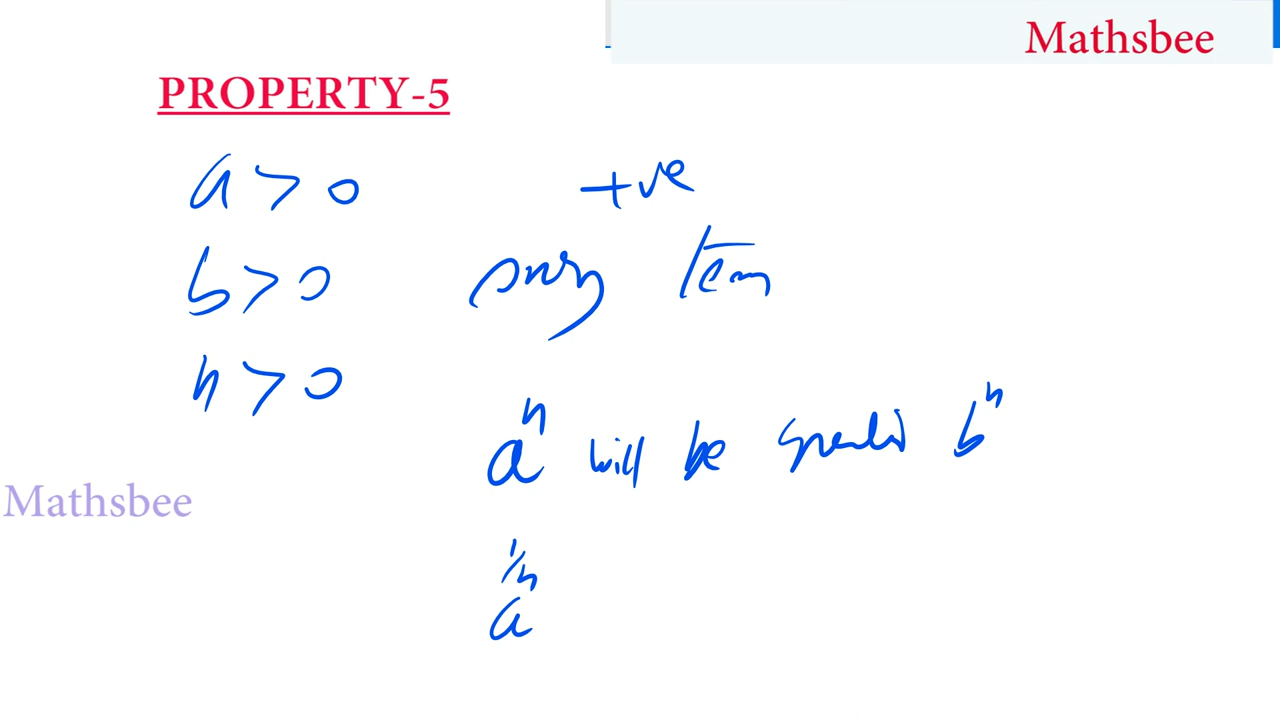 Mathsbee
PROPERTY-5
a > 0 +ve
b > 0 every term
n > 0
aⁿ will be greater bⁿ
Mathsbee
a^1/n